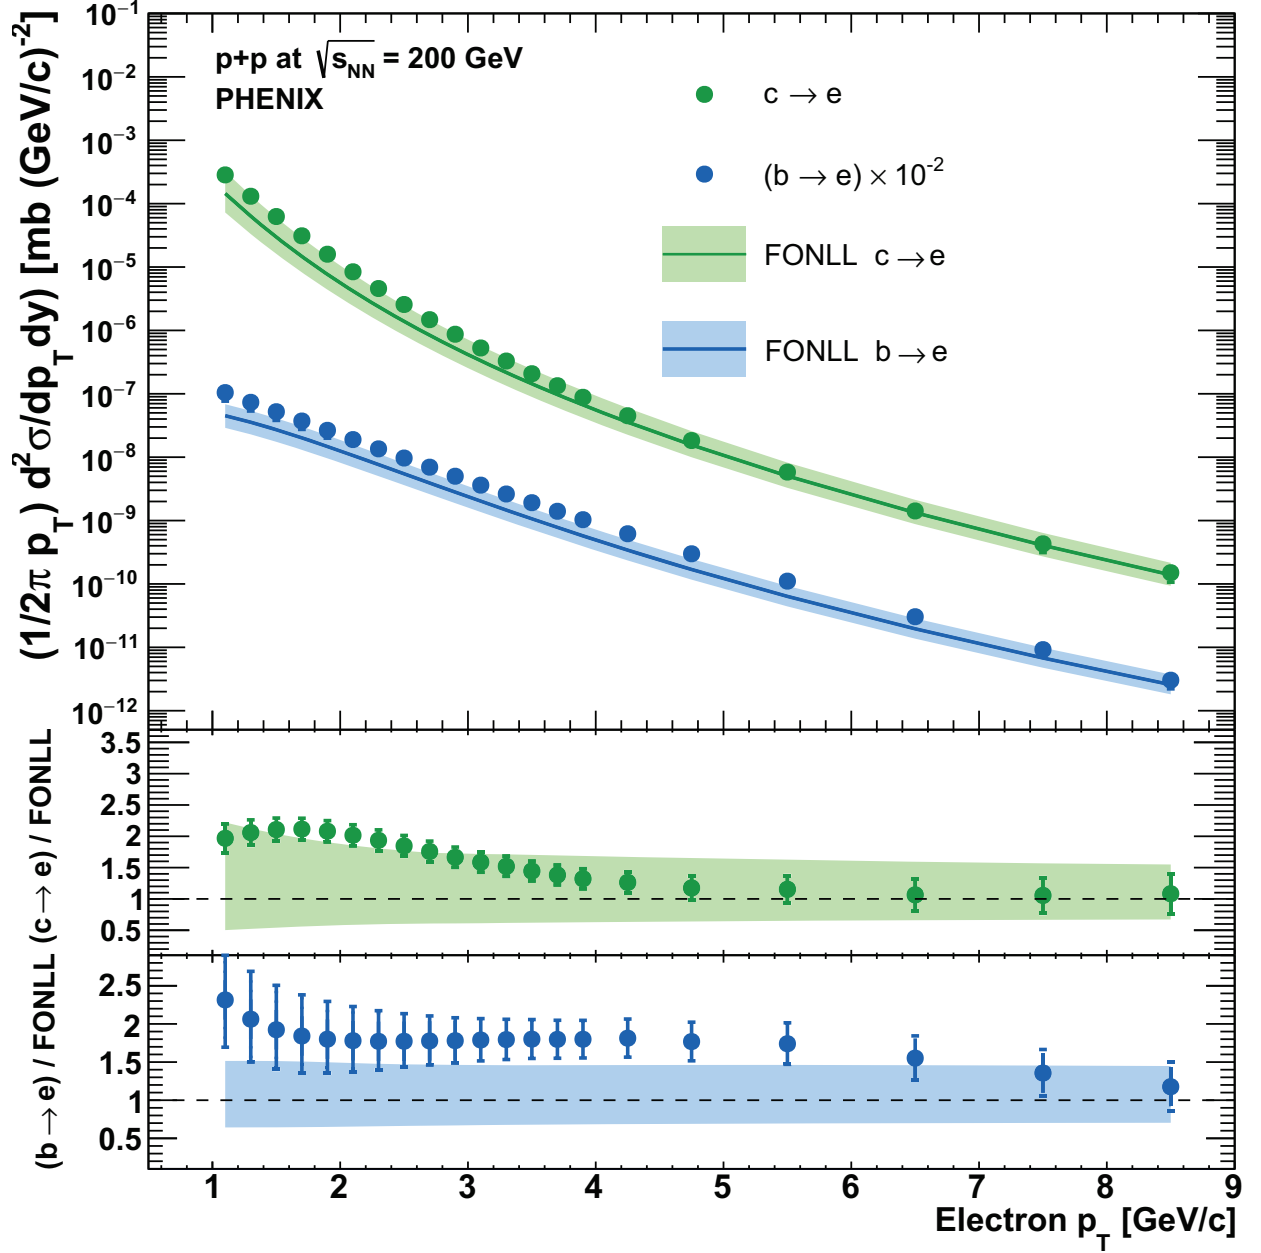 (1/2π p_T) d²σ/dp_T dy) [mb (GeV/c)⁻²]
10⁻¹
10⁻²
10⁻³
10⁻⁴
10⁻⁵
10⁻⁶
10⁻⁷
10⁻⁸
10⁻⁹
10⁻¹⁰
10⁻¹¹
10⁻¹²
p+p at √s_NN = 200 GeV
PHENIX
c → e
(b → e) × 10⁻²
FONLL c → e
FONLL b → e
(c → e) / FONLL
3.5
3
2.5
2
1.5
1
0.5
(b → e) / FONLL
2.5
2
1.5
1
0.5
1 2 3 4 5 6 7 8 9
Electron p_T [GeV/c]